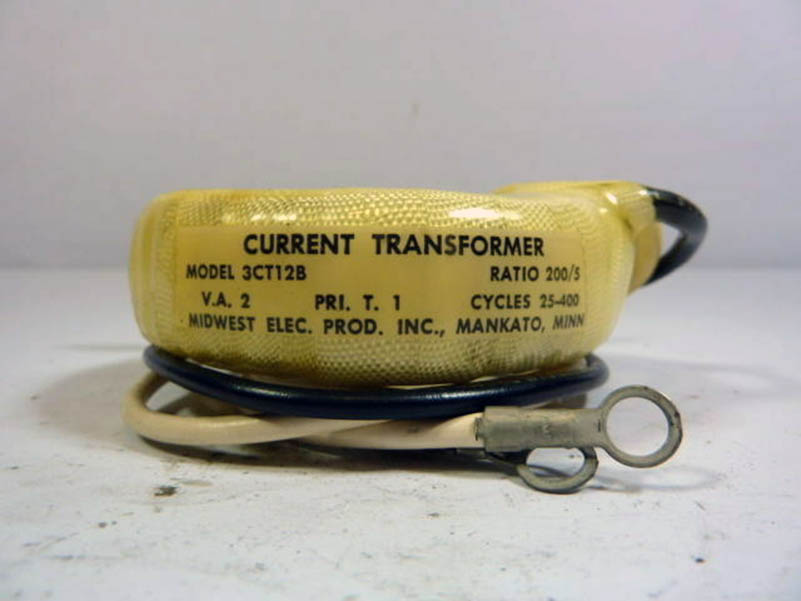 CURRENT TRANSFORMER
MODEL 3CT12B RATIO 200/5
V.A. 2 PRI. T. 1 CYCLES 25-400
MIDWEST ELEC. PROD. INC., MANKATO, MINN